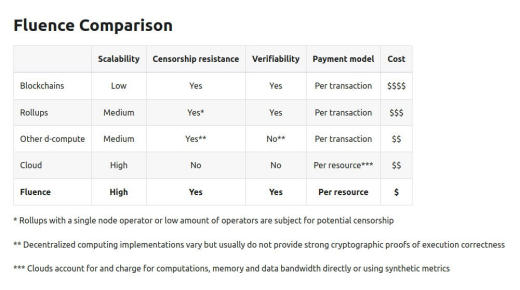 Fluence Comparison
Scalability Censorship resistance Verifiability Payment model Cost
Blockchains Low Yes Yes Per transaction $$$$
Rollups Medium Yes* Yes Per transaction $$$
Other d-compute Medium Yes** No** Per transaction $$
Cloud High No No Per resource*** $$
Fluence High Yes Yes Per resource $
* Rollups with a single node operator or low amount of operators are subject for potential censorship
** Decentralized computing implementations vary but usually do not provide strong cryptographic proofs of execution correctness
*** Clouds account for and charge for computations, memory and data bandwidth directly or using synthetic metrics